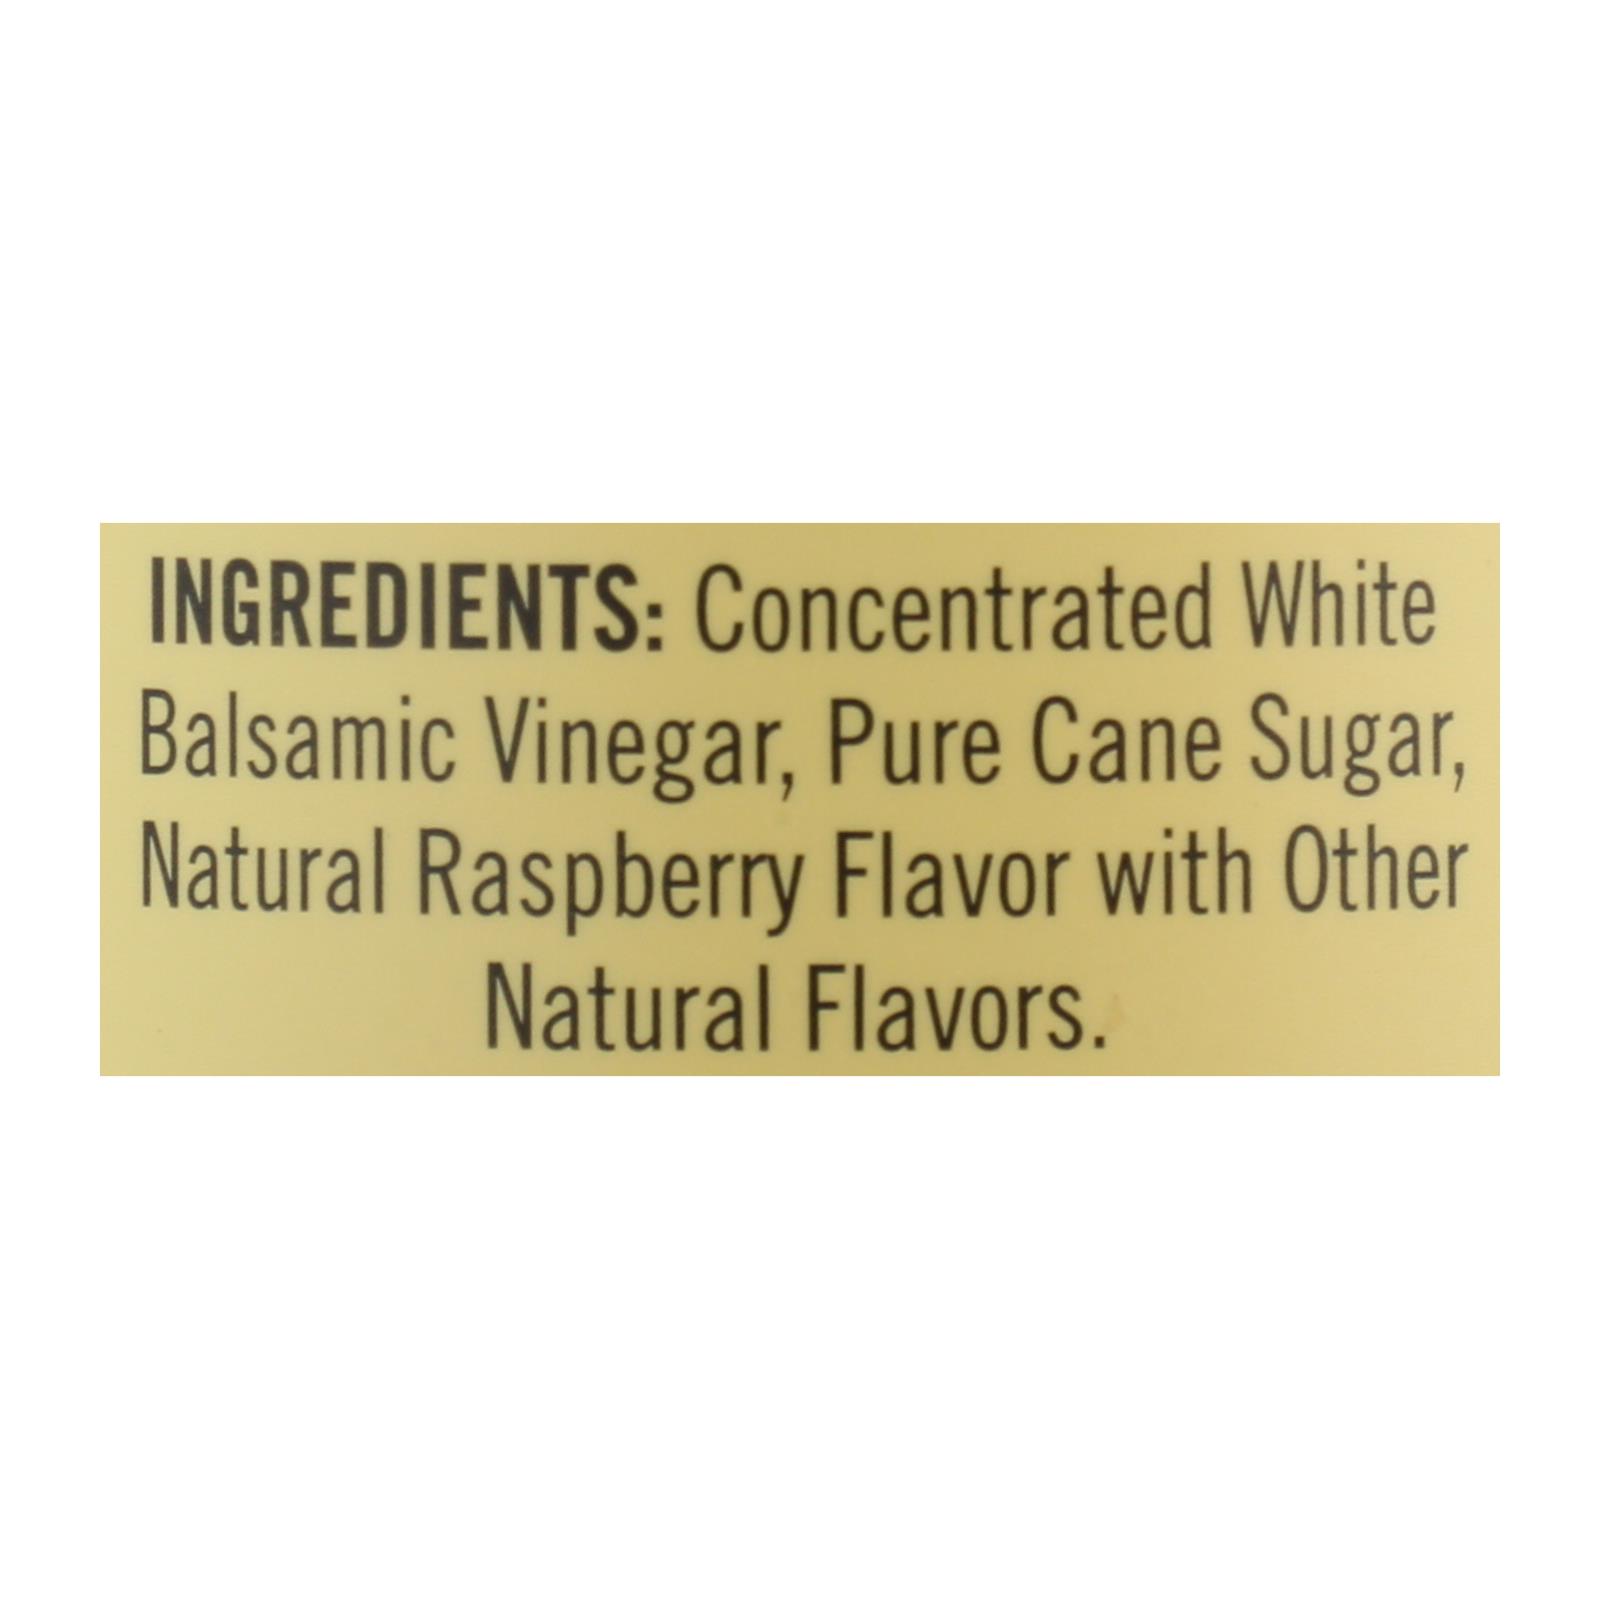 INGREDIENTS: Concentrated White
Balsamic Vinegar, Pure Cane Sugar,
Natural Raspberry Flavor with Other
Natural Flavors.